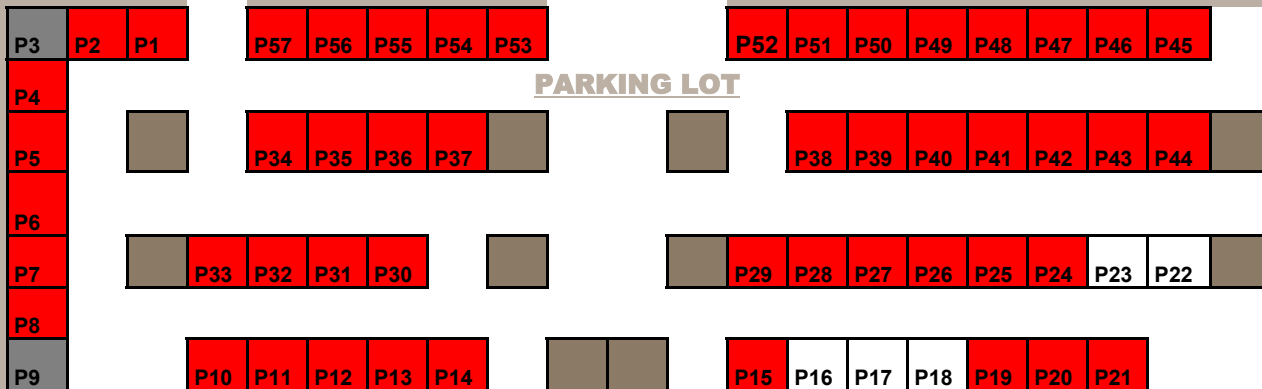 P3 P2 P1 P57 P56 P55 P54 P53 P52 P51 P50 P49 P48 P47 P46 P45
PARKING LOT
P4
P5 P34 P35 P36 P37 P38 P39 P40 P41 P42 P43 P44
P6
P7 P33 P32 P31 P30 P29 P28 P27 P26 P25 P24 P23 P22
P8
P9 P10 P11 P12 P13 P14 P15 P16 P17 P18 P19 P20 P21